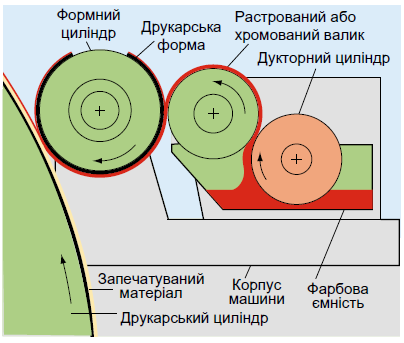 Формний
циліндр
Друкарська
форма
Растрований або
хромований валик
Дукторний циліндр
Запечатуваний
матеріал
Друкарський циліндр
Корпус
машини
Фарбова
ємність